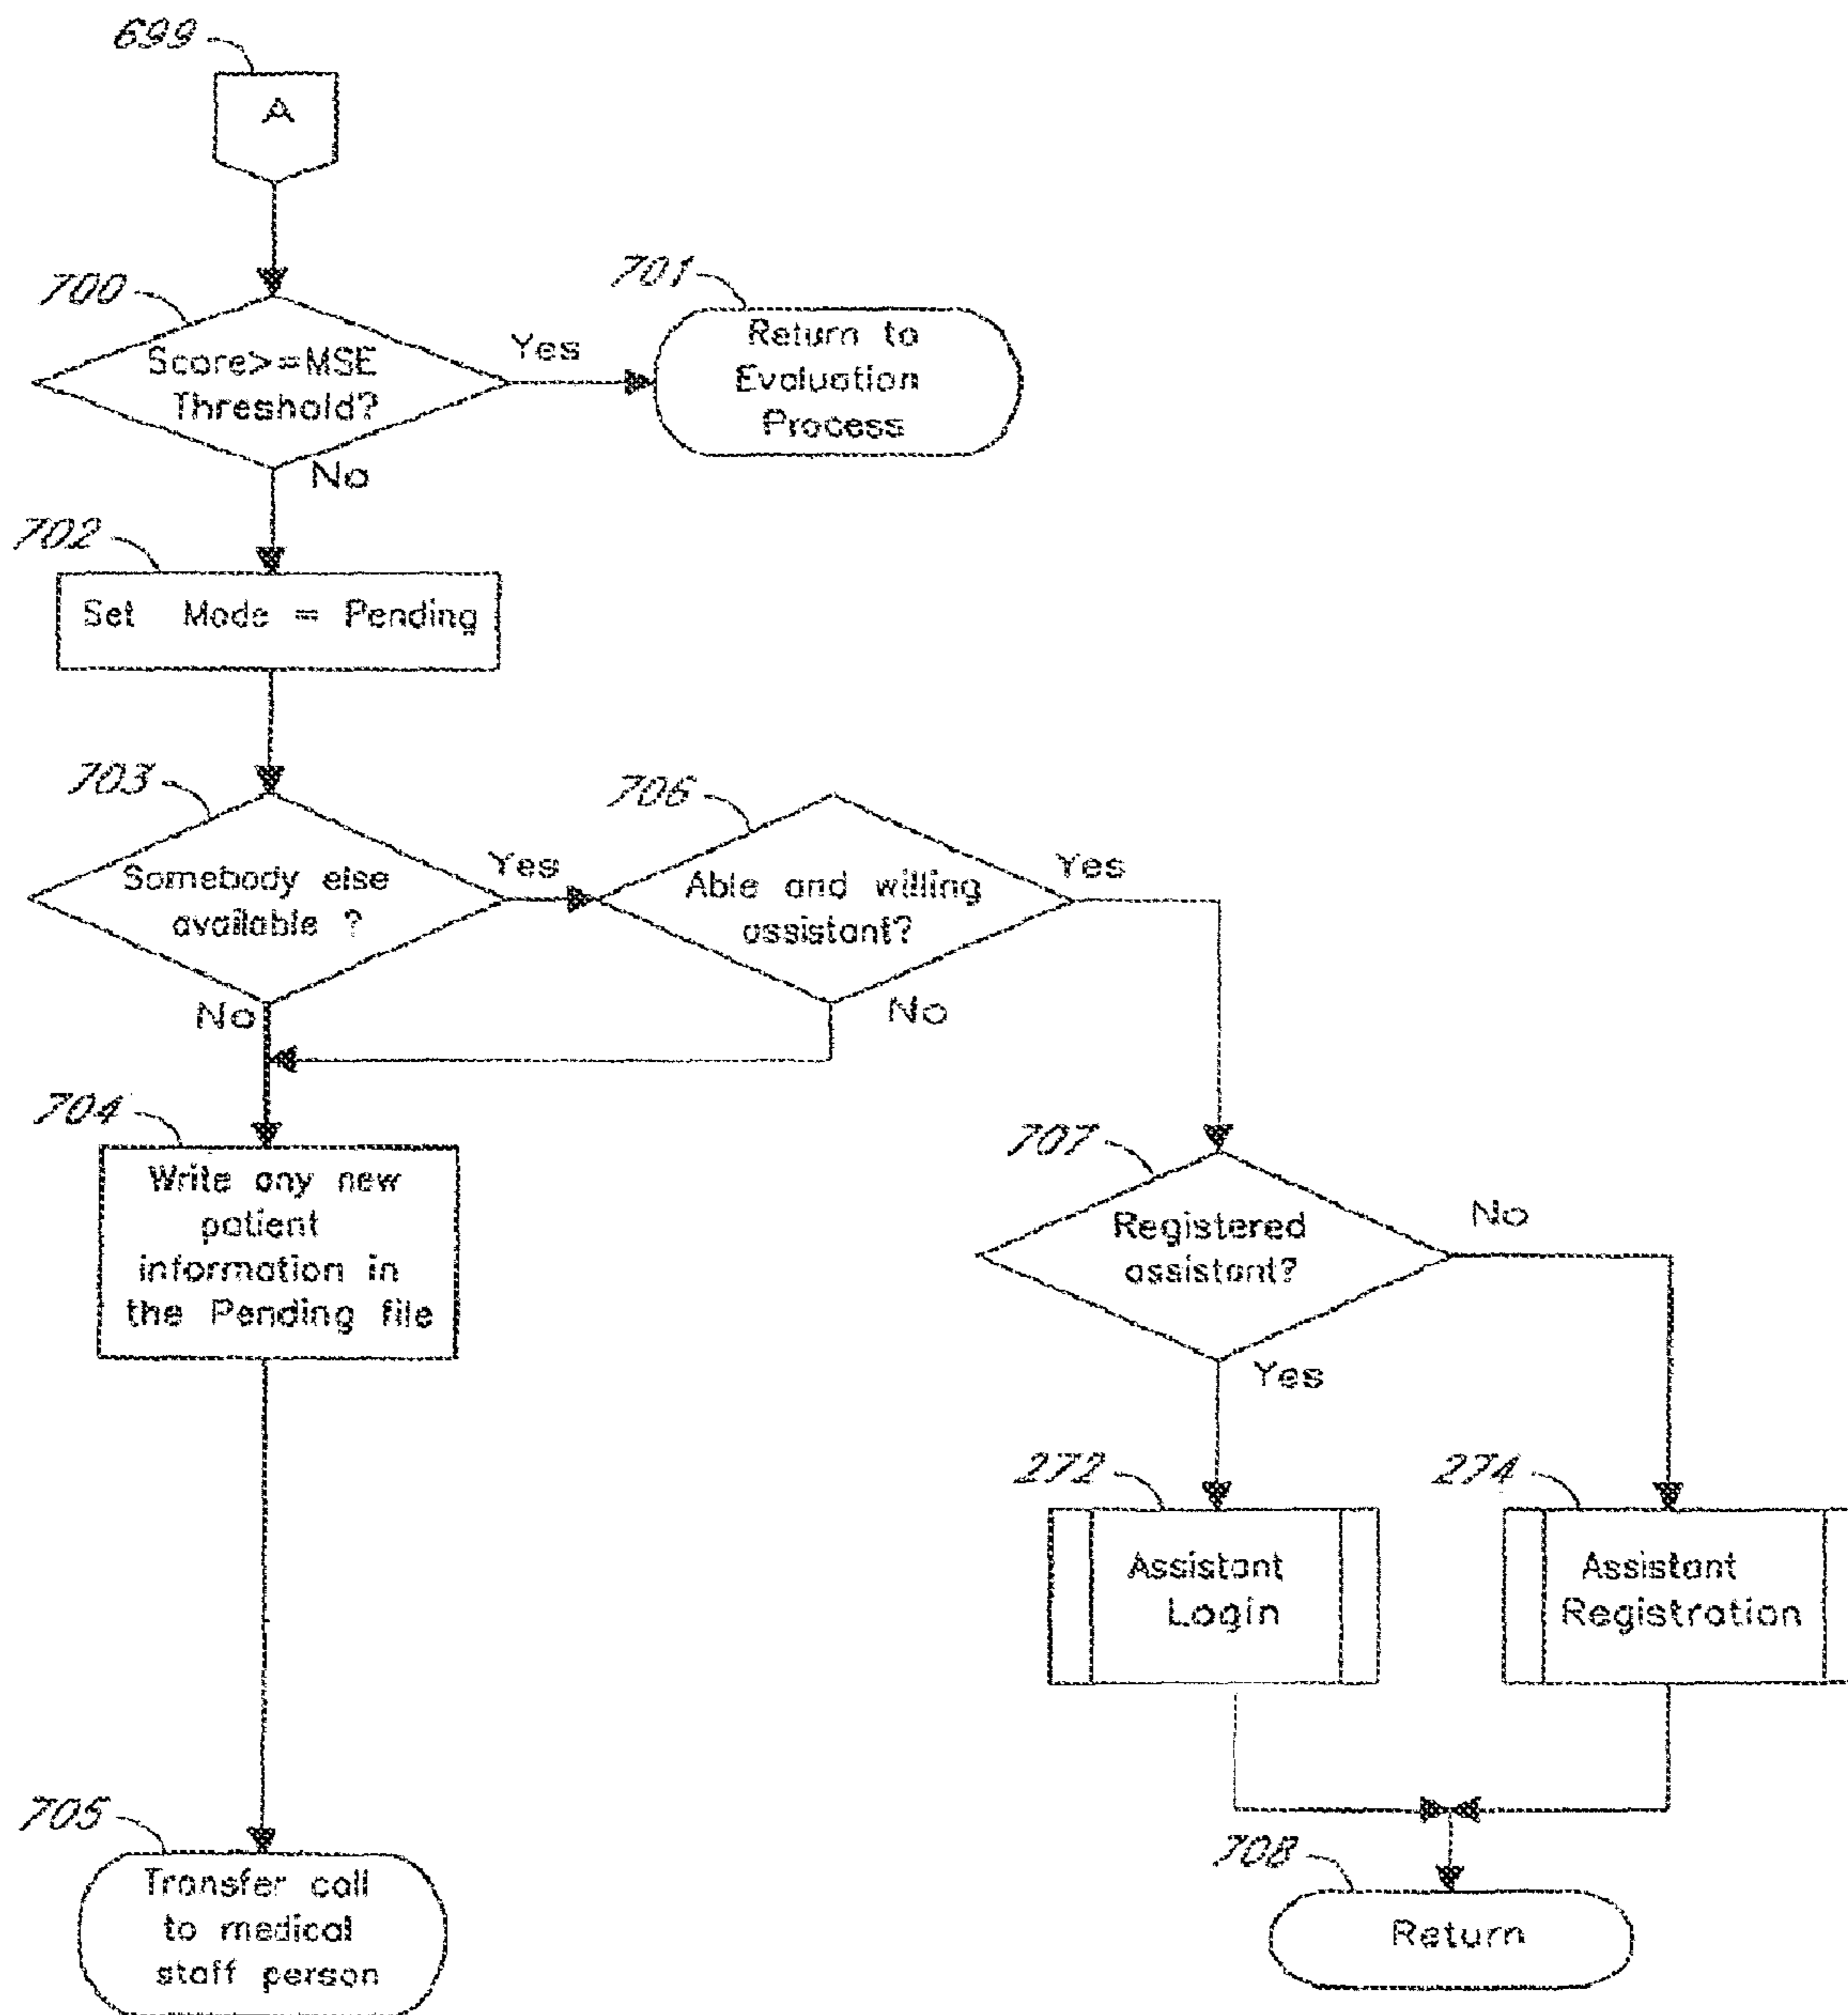 699
A
700
Score>=MSE
Threshold?
Yes
701
Return to
Evaluation
Process
No
702
Set Mode = Pending
703
Somebody else
available ?
Yes
706
Able and willing
assistant?
Yes
No
No
704
Write any new
patient
information in
the Pending file
707
Registered
assistant?
No
Yes
272
Assistant
Login
274
Assistant
Registration
705
Transfer call
to medical
staff person
708
Return